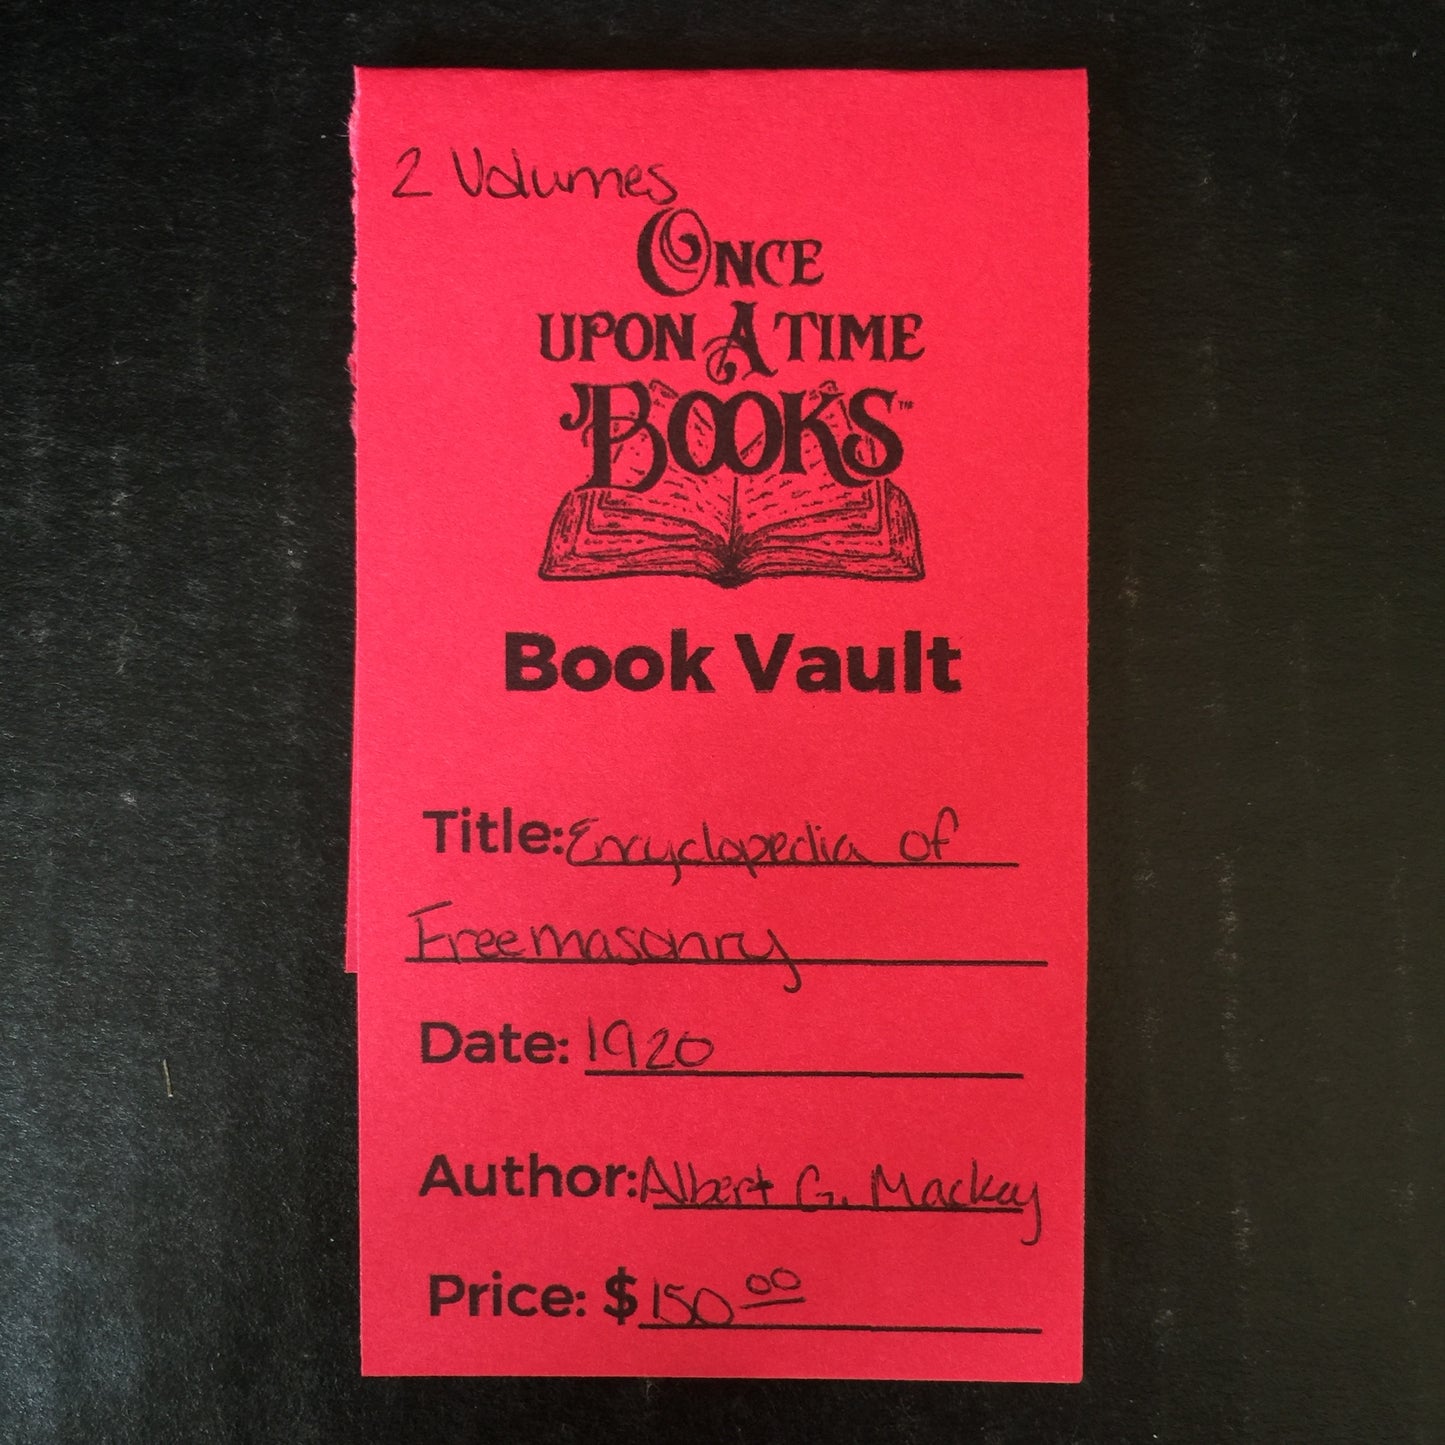 2 Volumes
ONCE
UPON A TIME
BOOKS™
Book Vault
Title: Encyclopedia of
Freemasonry
Date: 1920
Author: Albert G. Mackey
Price: $150.00